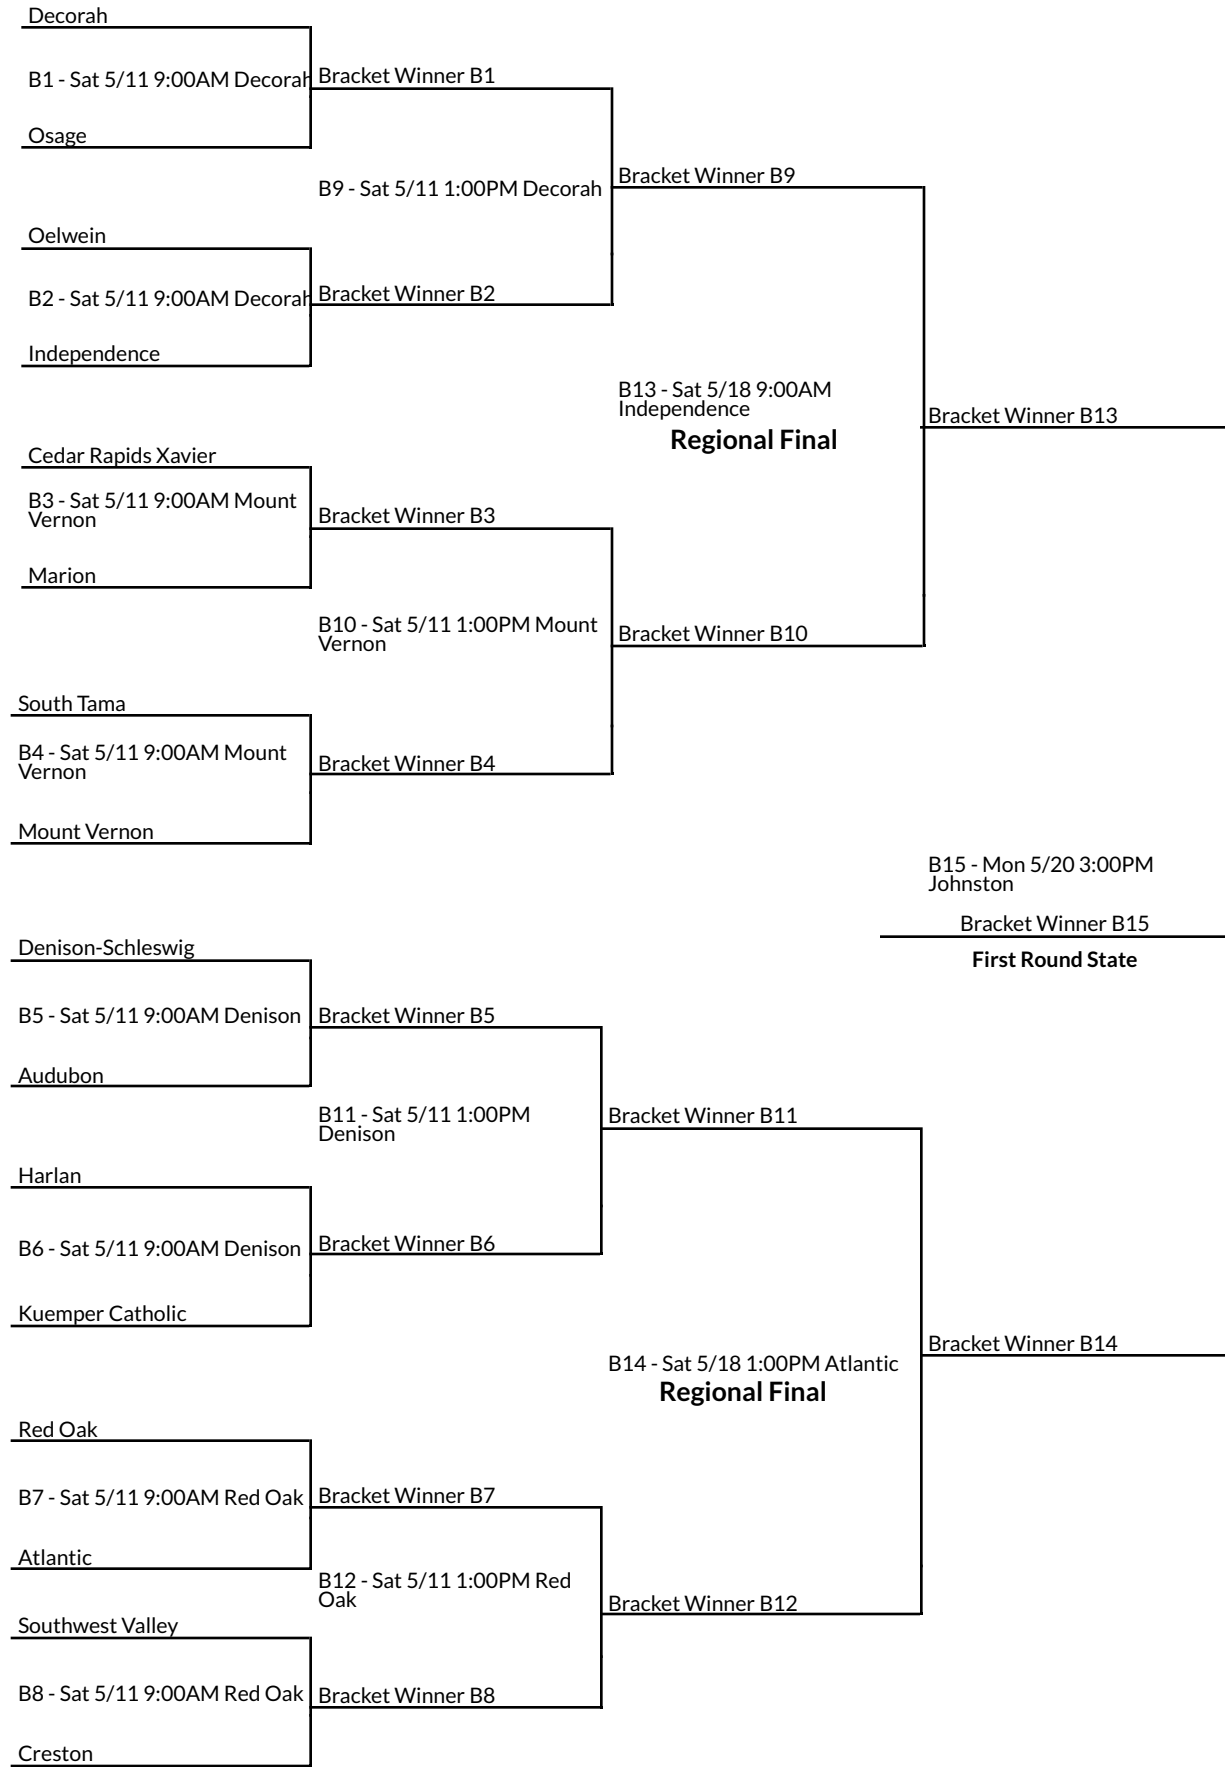 Decorah
B1 - Sat 5/11 9:00AM Decorah
Bracket Winner B1
Osage
B9 - Sat 5/11 1:00PM Decorah
Bracket Winner B9
Oelwein
B2 - Sat 5/11 9:00AM Decorah
Bracket Winner B2
Independence
B13 - Sat 5/18 9:00AM
Independence
Regional Final
Bracket Winner B13
Cedar Rapids Xavier
B3 - Sat 5/11 9:00AM Mount
Vernon
Bracket Winner B3
Marion
B10 - Sat 5/11 1:00PM Mount
Vernon
Bracket Winner B10
South Tama
B4 - Sat 5/11 9:00AM Mount
Vernon
Bracket Winner B4
Mount Vernon
B15 - Mon 5/20 3:00PM
Johnston
Bracket Winner B15
First Round State
Denison-Schleswig
B5 - Sat 5/11 9:00AM Denison
Bracket Winner B5
Audubon
B11 - Sat 5/11 1:00PM
Denison
Bracket Winner B11
Harlan
B6 - Sat 5/11 9:00AM Denison
Bracket Winner B6
Kuemper Catholic
B14 - Sat 5/18 1:00PM Atlantic
Regional Final
Bracket Winner B14
Red Oak
B7 - Sat 5/11 9:00AM Red Oak
Bracket Winner B7
Atlantic
B12 - Sat 5/11 1:00PM Red
Oak
Bracket Winner B12
Southwest Valley
B8 - Sat 5/11 9:00AM Red Oak
Bracket Winner B8
Creston